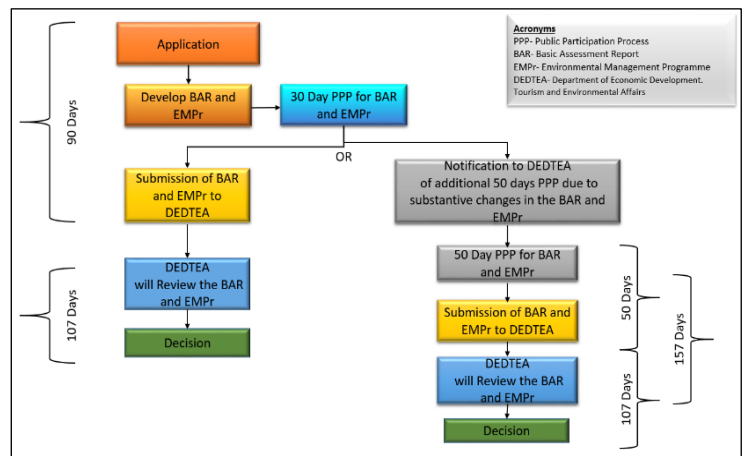 Application
Acronyms
PPP- Public Participation Process
BAR- Basic Assessment Report
EMPr- Environmental Management Programme
DEDTEA- Department of Economic Development.
Tourism and Environmental Affairs
Develop BAR and
EMPr
30 Day PPP for BAR
and EMPr
90 Days
OR
Submission of BAR
and EMPr to
DEDTEA
Notification to DEDTEA
of additional 50 days PPP due to
substantive changes in the BAR and
EMPr
DEDTEA
will Review the BAR
and EMPr
107 Days
Decision
50 Day PPP for BAR
and EMPr
Submission of BAR and
EMPr to DEDTEA
50 Days
DEDTEA
will Review the BAR
and EMPr
107 Days
157 Days
Decision